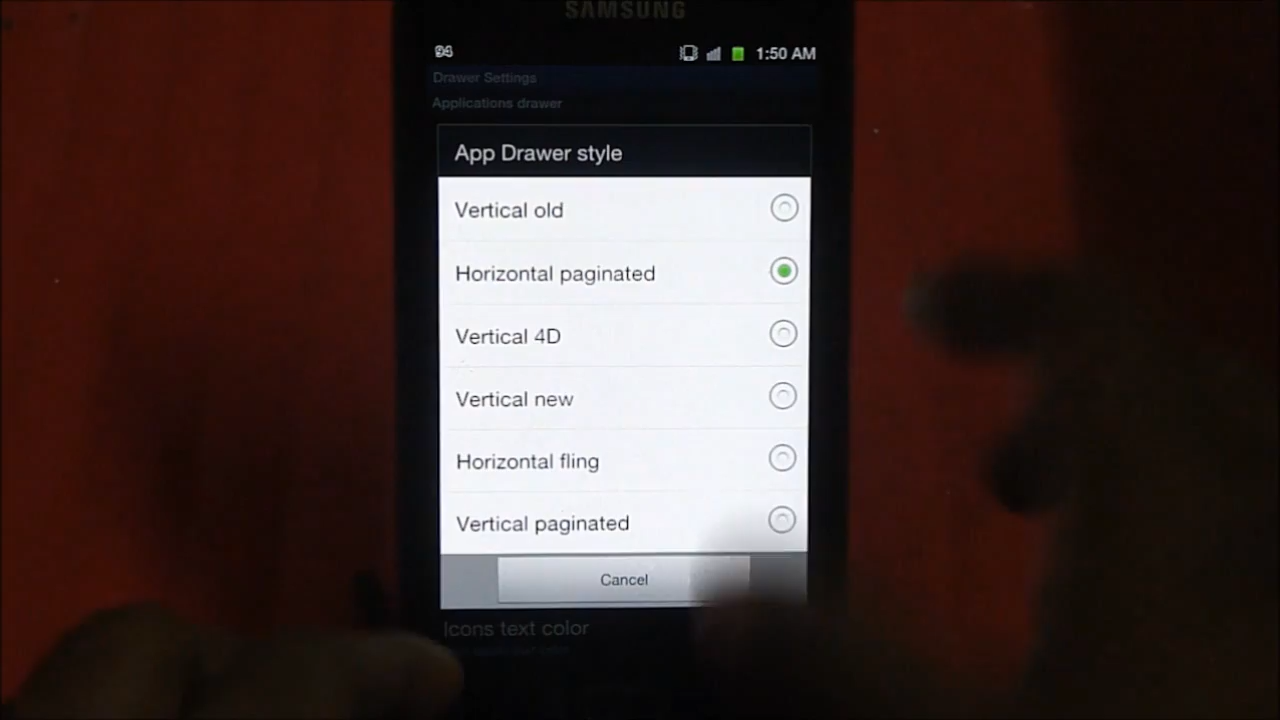 SAMSUNG
94 1:50 AM
Drawer Settings
Applications drawer
App Drawer style
Vertical old
Horizontal paginated
Vertical 4D
Vertical new
Horizontal fling
Vertical paginated
Cancel
Icons text color